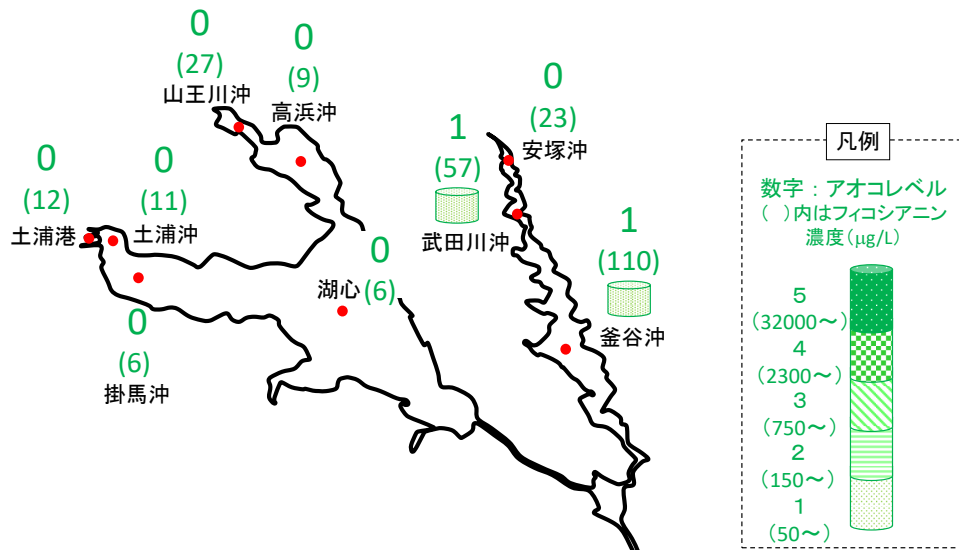 0
(27)
山王川沖
0
(9)
高浜沖
0
(12)
土浦港
0
(11)
土浦沖
0
(6)
掛馬沖
0
(6)
湖心
1
(57)
武田川沖
0
(23)
安塚沖
1
(110)
釜谷沖
凡例
数字：アオコレベル
（ ）内はフィコシアニン
濃度(μg/L)
5
(32000～)
4
(2300～)
3
(750～)
2
(150～)
1
(50～)